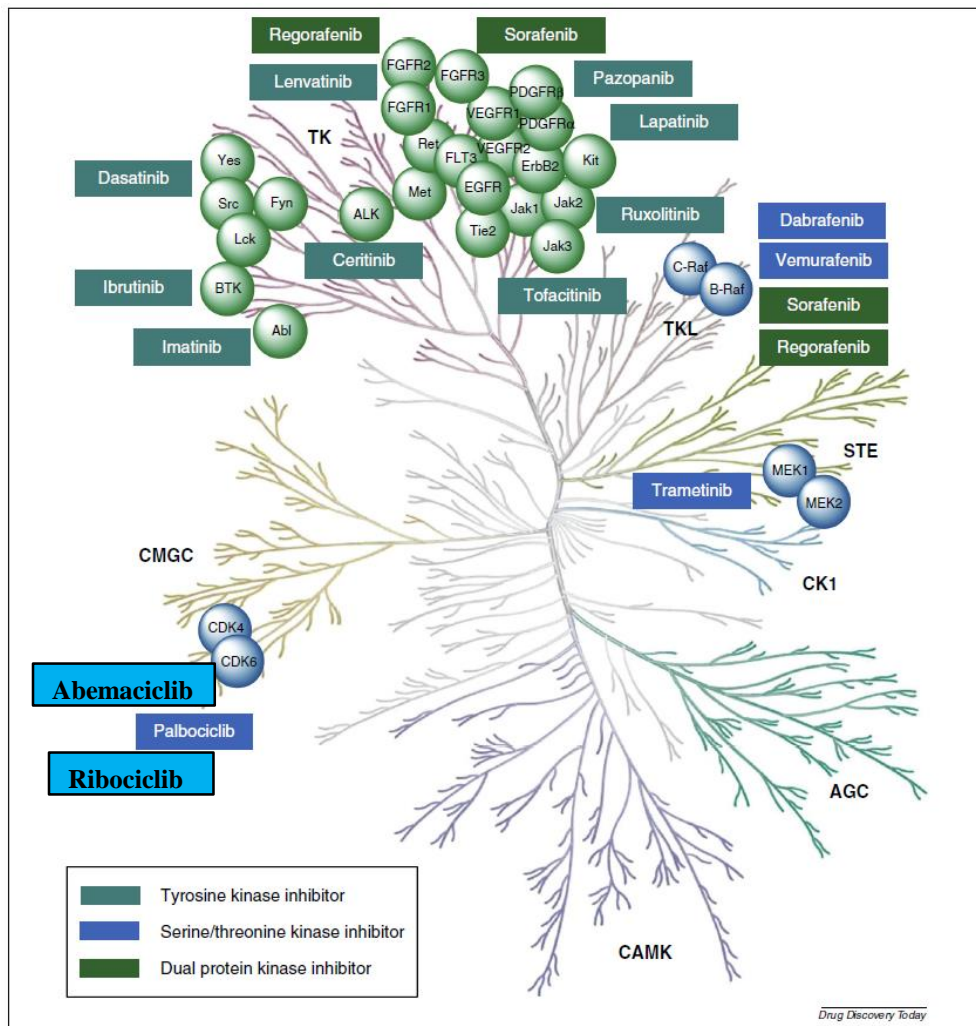 Regorafenib
Sorafenib
Lenvatinib
FGFR2
FGFR3
PDGFRβ
Pazopanib
FGFR1
VEGFR1
PDGFRα
Lapatinib
TK
Ret
VEGFR2
FLT3
ErbB2
Kit
Yes
Dasatinib
Met
EGFR
Src
Fyn
ALK
Jak1
Jak2
Ruxolitinib
Dabrafenib
Lck
Tie2
Jak3
Ceritinib
C-Raf
Vemurafenib
Ibrutinib
BTK
Tofacitinib
B-Raf
Sorafenib
Abl
TKL
Imatinib
Regorafenib
STE
MEK1
Trametinib
MEK2
CMGC
CK1
CDK4
CDK6
Abemaciclib
Palbociclib
Ribociclib
AGC
Tyrosine kinase inhibitor
Serine/threonine kinase inhibitor
CAMK
Dual protein kinase inhibitor
Drug Discovery Today